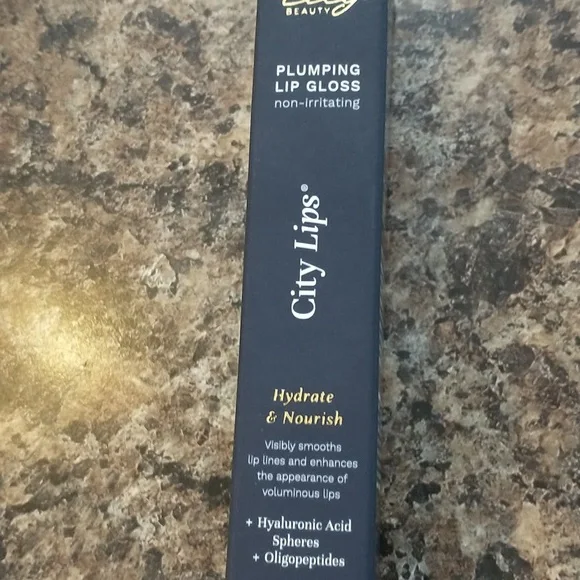 City
BEAUTY
PLUMPING
LIP GLOSS
non-irritating
City Lips®
Hydrate
& Nourish
Visibly smooths
lip lines and enhances
the appearance of
voluminous lips
+ Hyaluronic Acid
Spheres
+ Oligopeptides